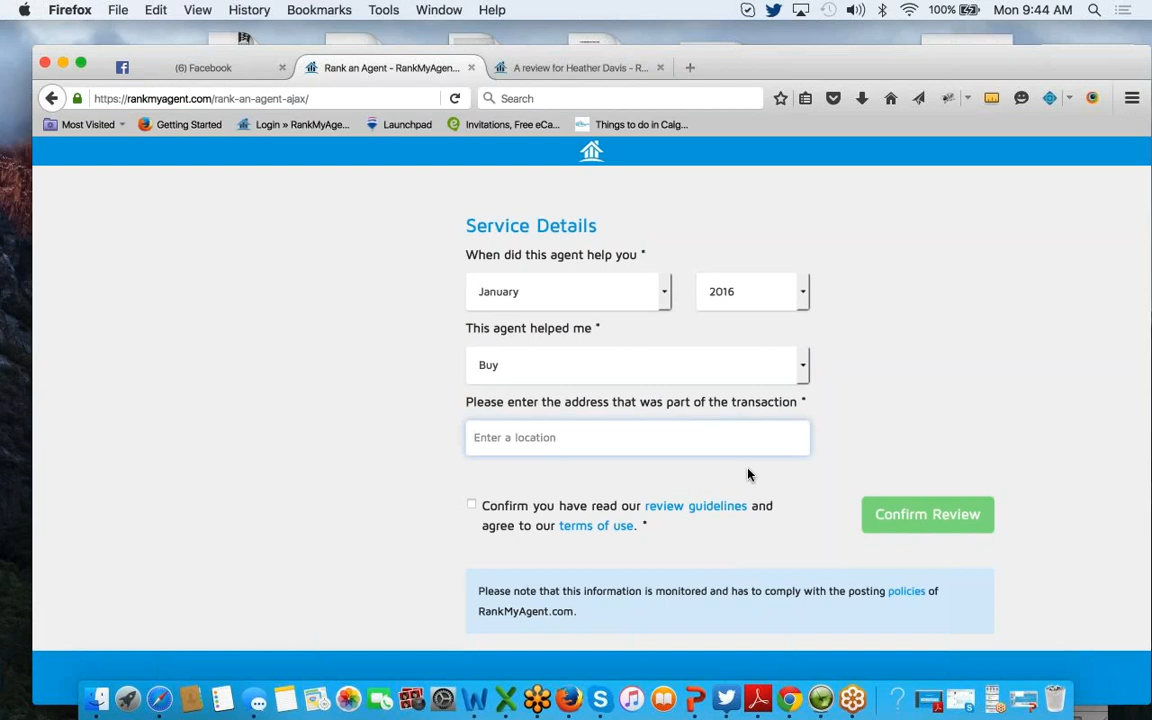 Firefox File Edit View History Bookmarks Tools Window Help 100% Mon 9:44 AM
(6) Facebook Rank an Agent - RankMyAgen... A review for Heather Davis - R...
https://rankmyagent.com/rank-an-agent-ajax/ Search
Most Visited Getting Started Login » RankMyAge... Launchpad Invitations, Free eCa... Things to do in Calg...
Service Details
When did this agent help you *
January 2016
This agent helped me *
Buy
Please enter the address that was part of the transaction *
Enter a location
Confirm you have read our review guidelines and
agree to our terms of use. *
Confirm Review
Please note that this information is monitored and has to comply with the posting policies of
RankMyAgent.com.